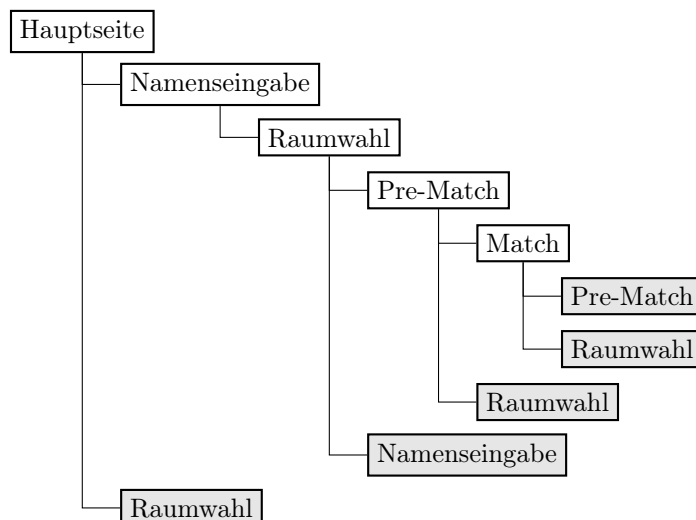 Hauptseite
Namenseingabe
Raumwahl
Pre-Match
Match
Pre-Match
Raumwahl
Raumwahl
Namenseingabe
Raumwahl